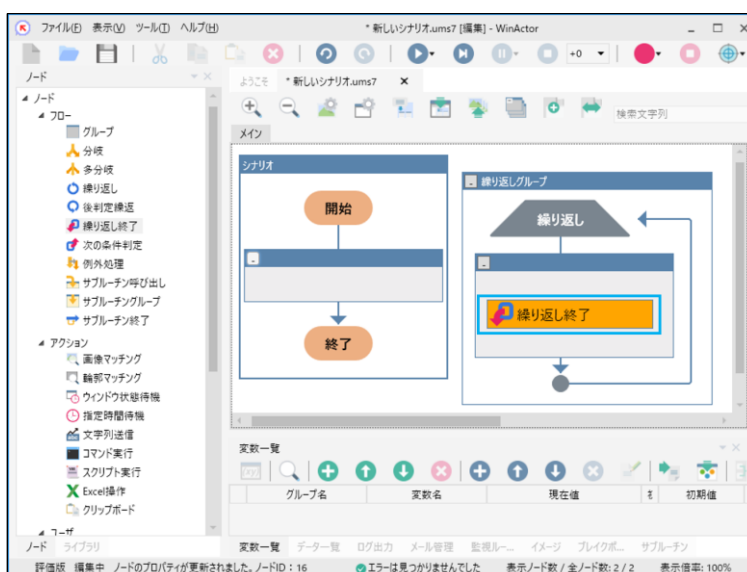 ファイル(F) 表示(V) ツール(T) ヘルプ(H)
* 新しいシナリオ.ums7 [編集] - WinActor
+0
ノード
ようこそ * 新しいシナリオ.ums7
ノード
フロー
グループ
分岐
多分岐
繰り返し
後判定繰返
繰り返し終了
次の条件判定
例外処理
サブルーチン呼び出し
サブルーチングループ
サブルーチン終了
アクション
画像マッチング
輪郭マッチング
ウィンドウ状態待機
指定時間待機
文字列送信
コマンド実行
スクリプト実行
Excel操作
クリップボード
ユーザ
ノード ライブラリ
検索文字列
メイン
シナリオ
開始
終了
繰り返しグループ
繰り返し
繰り返し終了
変数一覧
グループ名 変数名 現在値 初期値
変数一覧 データ一覧 ログ出力 メール管理 監視ルー... イメージ ブレイクポ... サブルーチン
評価版 編集中 ノードのプロパティが更新されました。ノードID : 16 エラーは見つかりませんでした 表示ノード数 / 全ノード数: 2 / 2 表示倍率: 100%